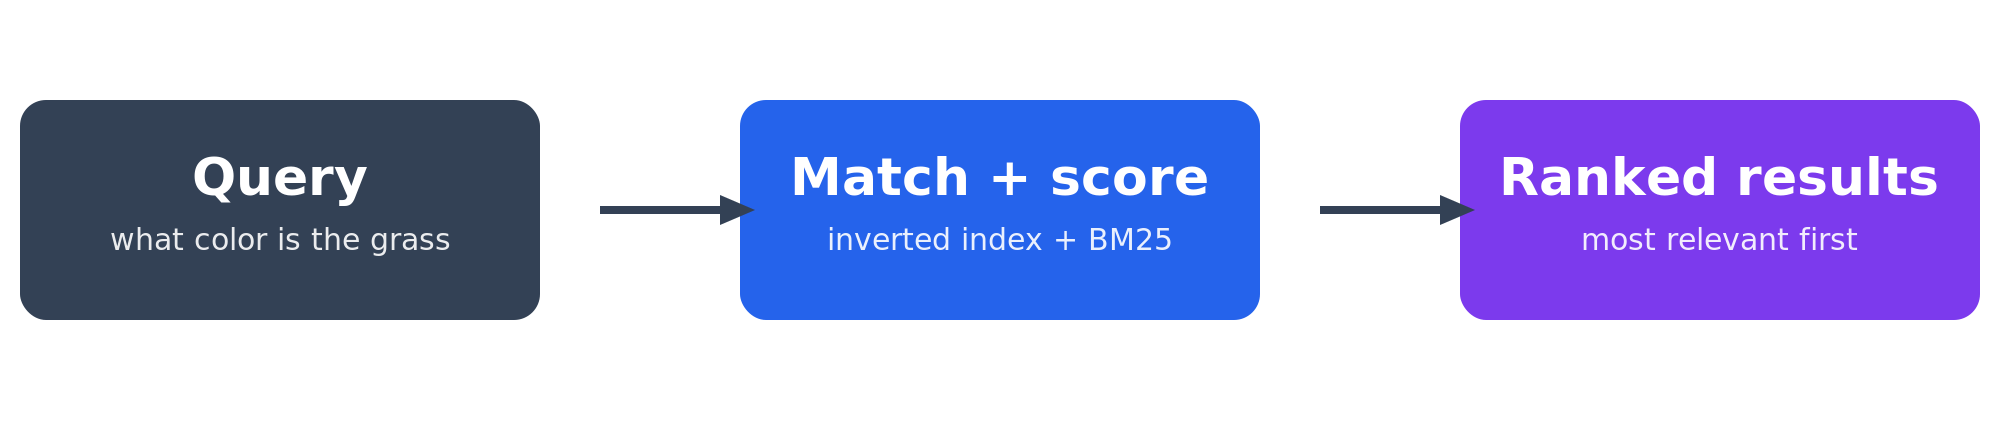 Query
what color is the grass
Match + score
inverted index + BM25
Ranked results
most relevant first